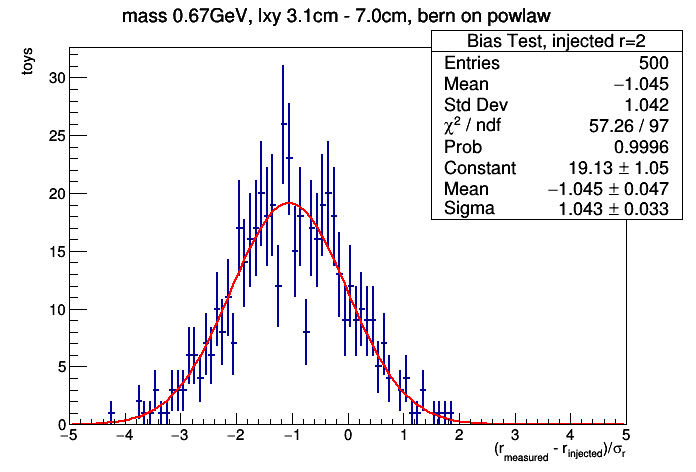 mass 0.67GeV, lxy 3.1cm - 7.0cm, bern on powlaw
toys
Bias Test, injected r=2
Entries 500
Mean −1.045
Std Dev 1.042
χ² / ndf 57.26 / 97
Prob 0.9996
Constant 19.13 ± 1.05
Mean −1.045 ± 0.047
Sigma 1.043 ± 0.033
30
25
20
15
10
5
0
−5 −4 −3 −2 −1 0 1 2 3 4 5
(r_measured - r_injected)/σ_r